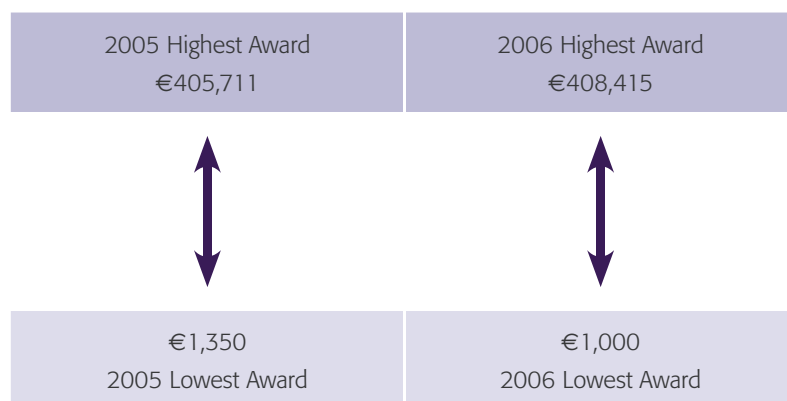 2005 Highest Award
€405,711
2006 Highest Award
€408,415
€1,350
2005 Lowest Award
€1,000
2006 Lowest Award